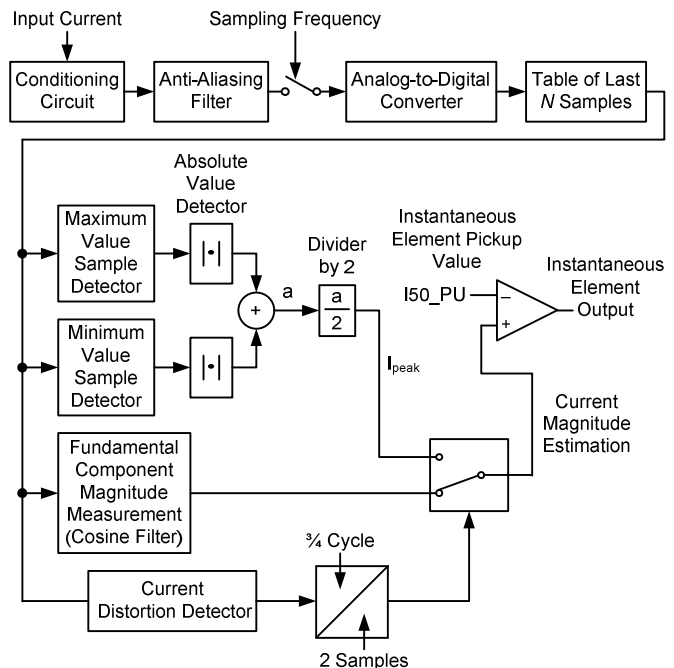 Input Current
Sampling Frequency
Conditioning
Circuit
Anti-Aliasing
Filter
Analog-to-Digital
Converter
Table of Last
N Samples
Absolute
Value
Detector
Maximum
Value
Sample
Detector
|•|
Divider
by 2
a
a
2
+
Instantaneous
Element Pickup
Value
I50_PU
–
+
Instantaneous
Element
Output
Minimum
Value
Sample
Detector
|•|
Ipeak
Current
Magnitude
Estimation
Fundamental
Component
Magnitude
Measurement
(Cosine Filter)
¾ Cycle
Current
Distortion Detector
2 Samples